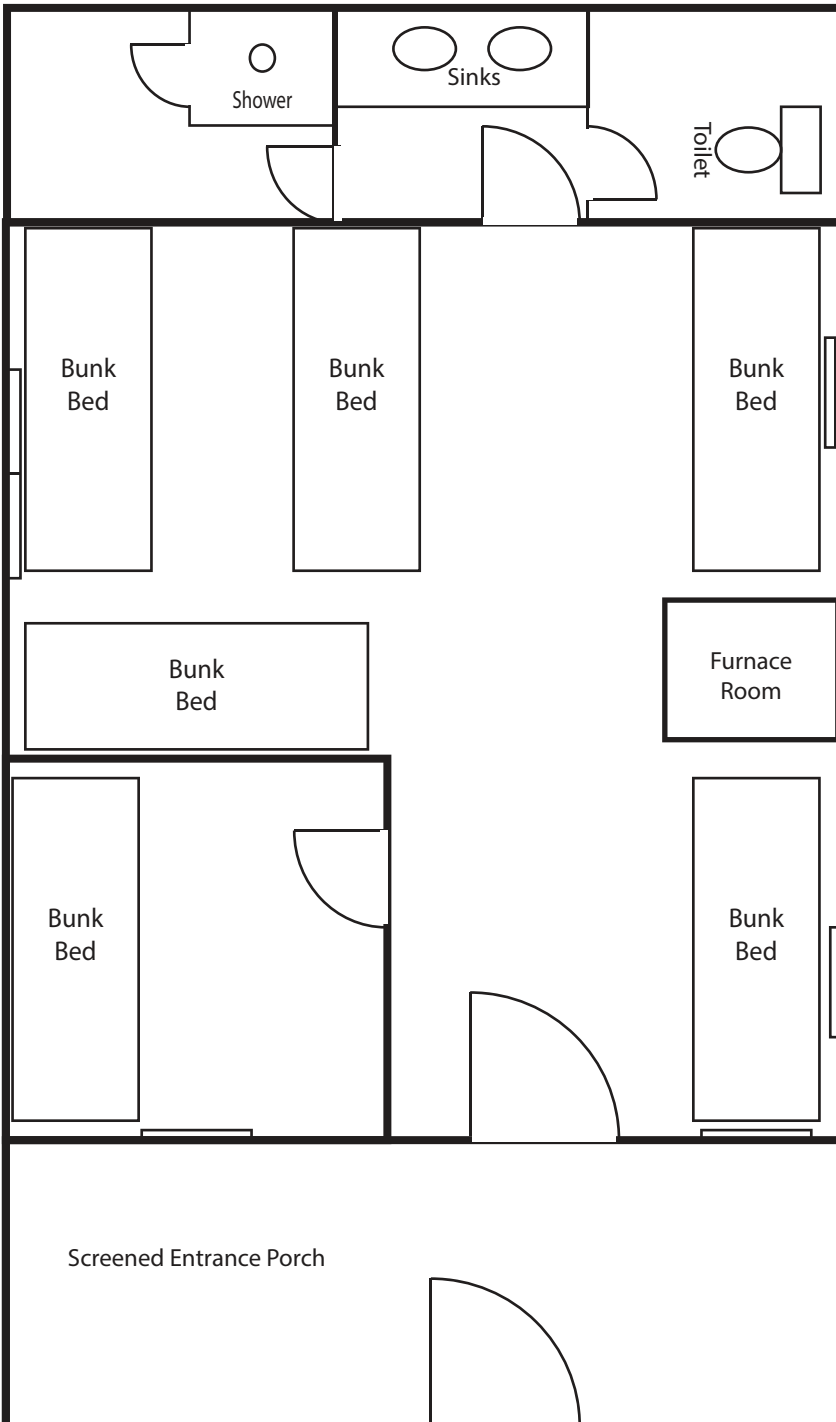 Sinks
Shower
Toilet
Bunk
Bed
Bunk
Bed
Bunk
Bed
Bunk
Bed
Furnace
Room
Bunk
Bed
Bunk
Bed
Screened Entrance Porch